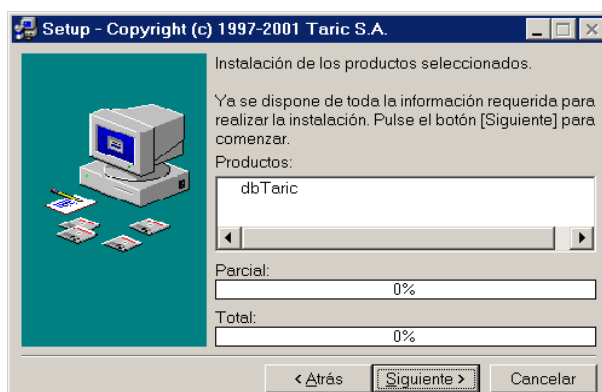 Setup - Copyright (c) 1997-2001 Taric S.A.
Instalación de los productos seleccionados.
Ya se dispone de toda la información requerida para
realizar la instalación. Pulse el botón [Siguiente] para
comenzar.
Productos:
dbTaric
Parcial:
0%
Total:
0%
< Atrás Siguiente > Cancelar